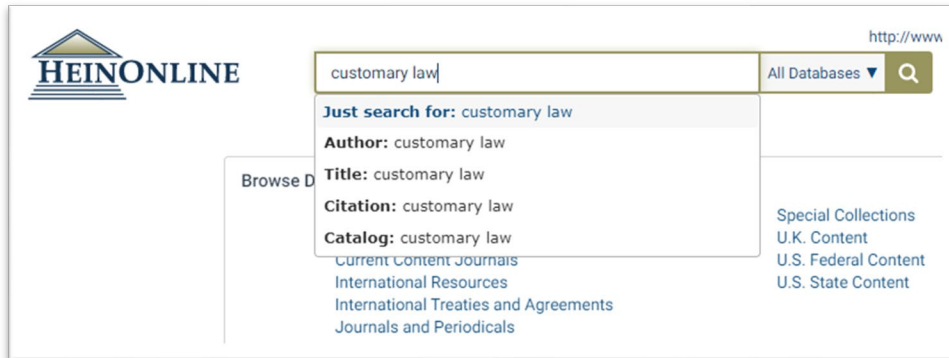 http://www
HEINONLINE
customary law
All Databases ▼
Just search for: customary law
Author: customary law
Title: customary law
Citation: customary law
Catalog: customary law
Browse D
Current Content Journals
International Resources
International Treaties and Agreements
Journals and Periodicals
Special Collections
U.K. Content
U.S. Federal Content
U.S. State Content